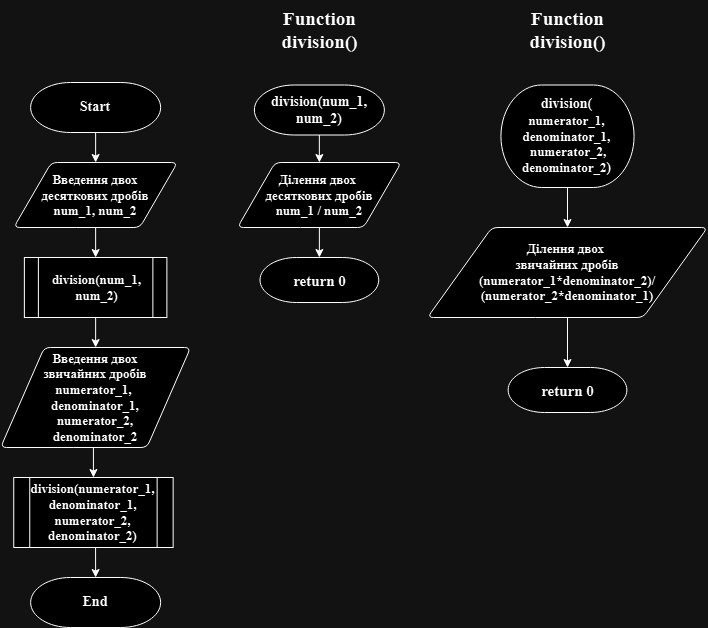 Start
Введення двох
десяткових дробів
num_1, num_2
division(num_1,
num_2)
Введення двох
звичайних дробів
numerator_1,
denominator_1,
numerator_2,
denominator_2
division(numerator_1,
denominator_1,
numerator_2,
denominator_2)
End
Function
division()
division(num_1,
num_2)
Ділення двох
десяткових дробів
num_1 / num_2
return 0
Function
division()
division(
numerator_1,
denominator_1,
numerator_2,
denominator_2)
Ділення двох
звичайних дробів
(numerator_1*denominator_2)/
(numerator_2*denominator_1)
return 0